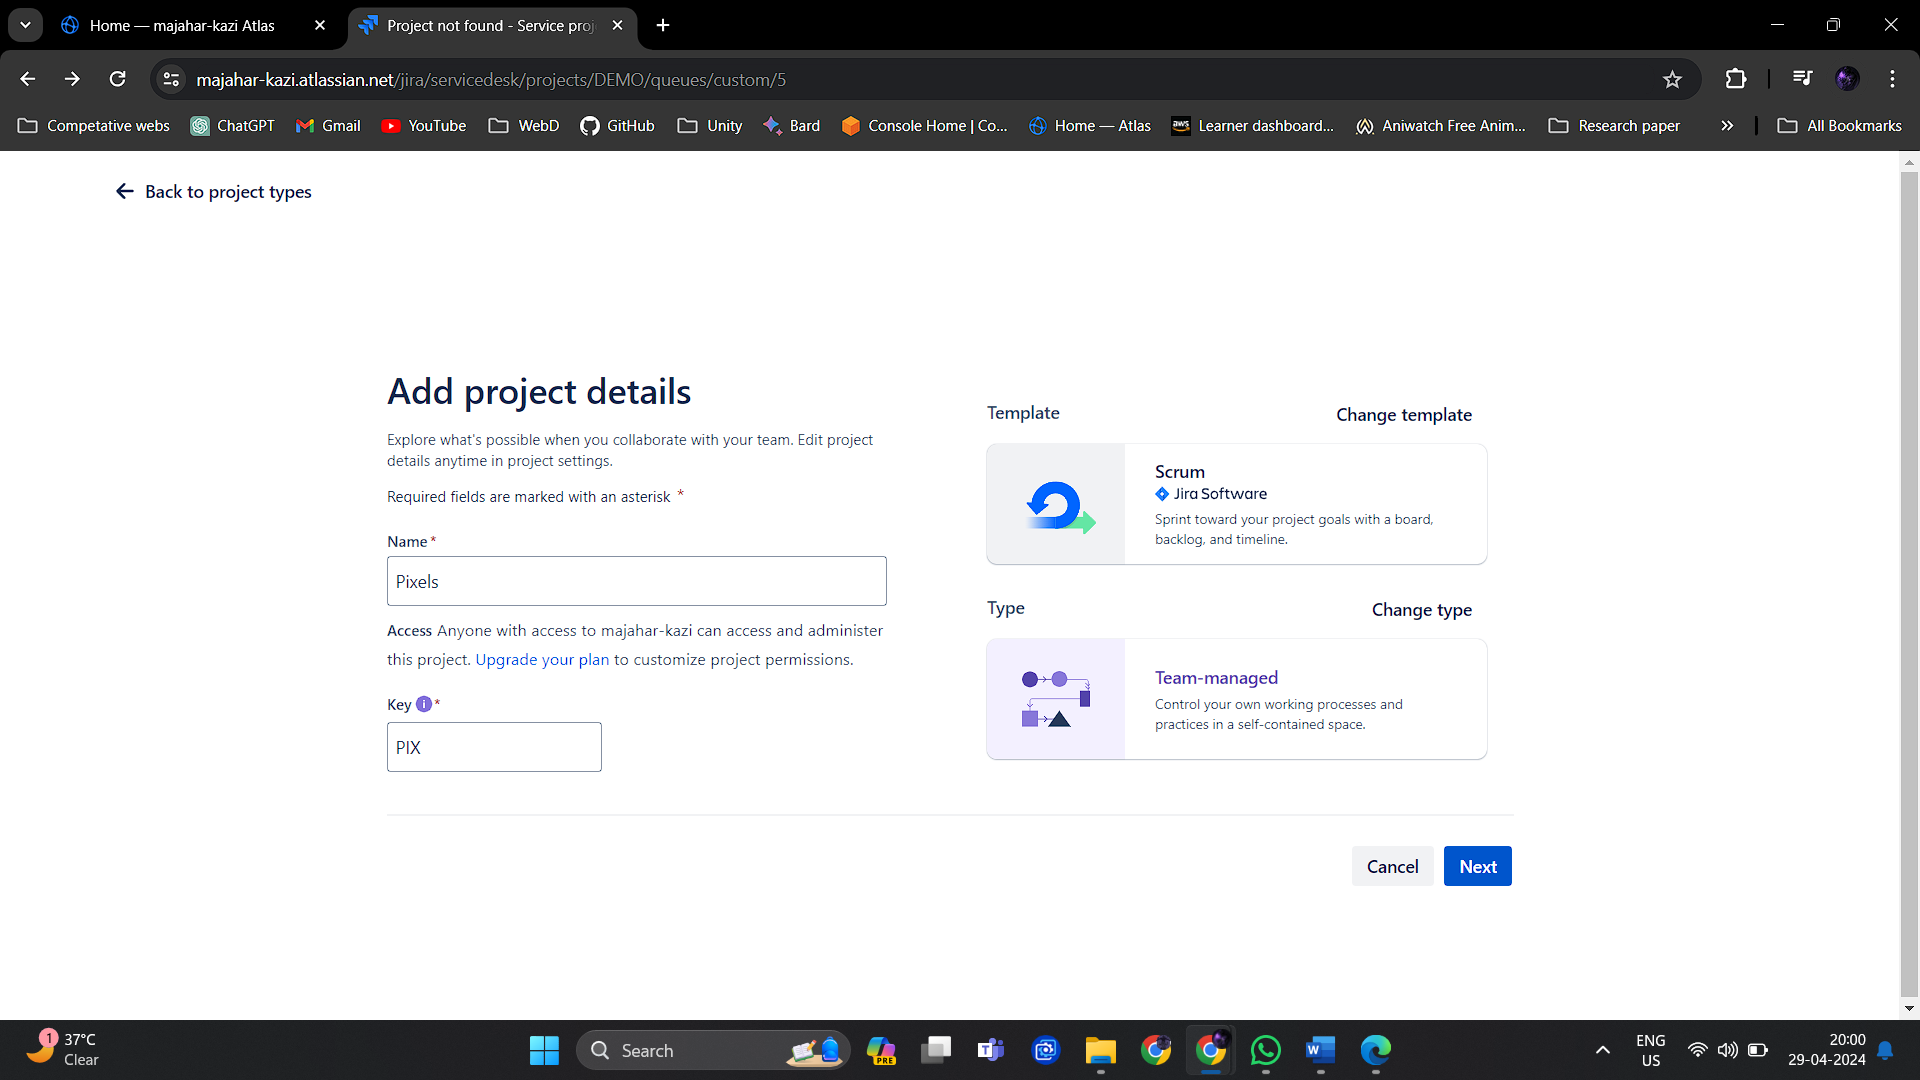 Home — majahar-kazi Atlas
Project not found - Service proj
majahar-kazi.atlassian.net/jira/servicedesk/projects/DEMO/queues/custom/5
Competative webs
ChatGPT
Gmail
YouTube
WebD
GitHub
Unity
Bard
Console Home | Co...
Home — Atlas
aws
Learner dashboard...
Aniwatch Free Anim...
Research paper
All Bookmarks
Back to project types
Add project details
Explore what's possible when you collaborate with your team. Edit project
details anytime in project settings.
Required fields are marked with an asterisk *
Name *
Pixels
Access Anyone with access to majahar-kazi can access and administer
this project. Upgrade your plan to customize project permissions.
Key i *
PIX
Template
Change template
Scrum
Jira Software
Sprint toward your project goals with a board,
backlog, and timeline.
Type
Change type
Team-managed
Control your own working processes and
practices in a self-contained space.
Cancel
Next
1
37°C
Clear
Search
PRE
T
W
ENG
US
20:00
29-04-2024